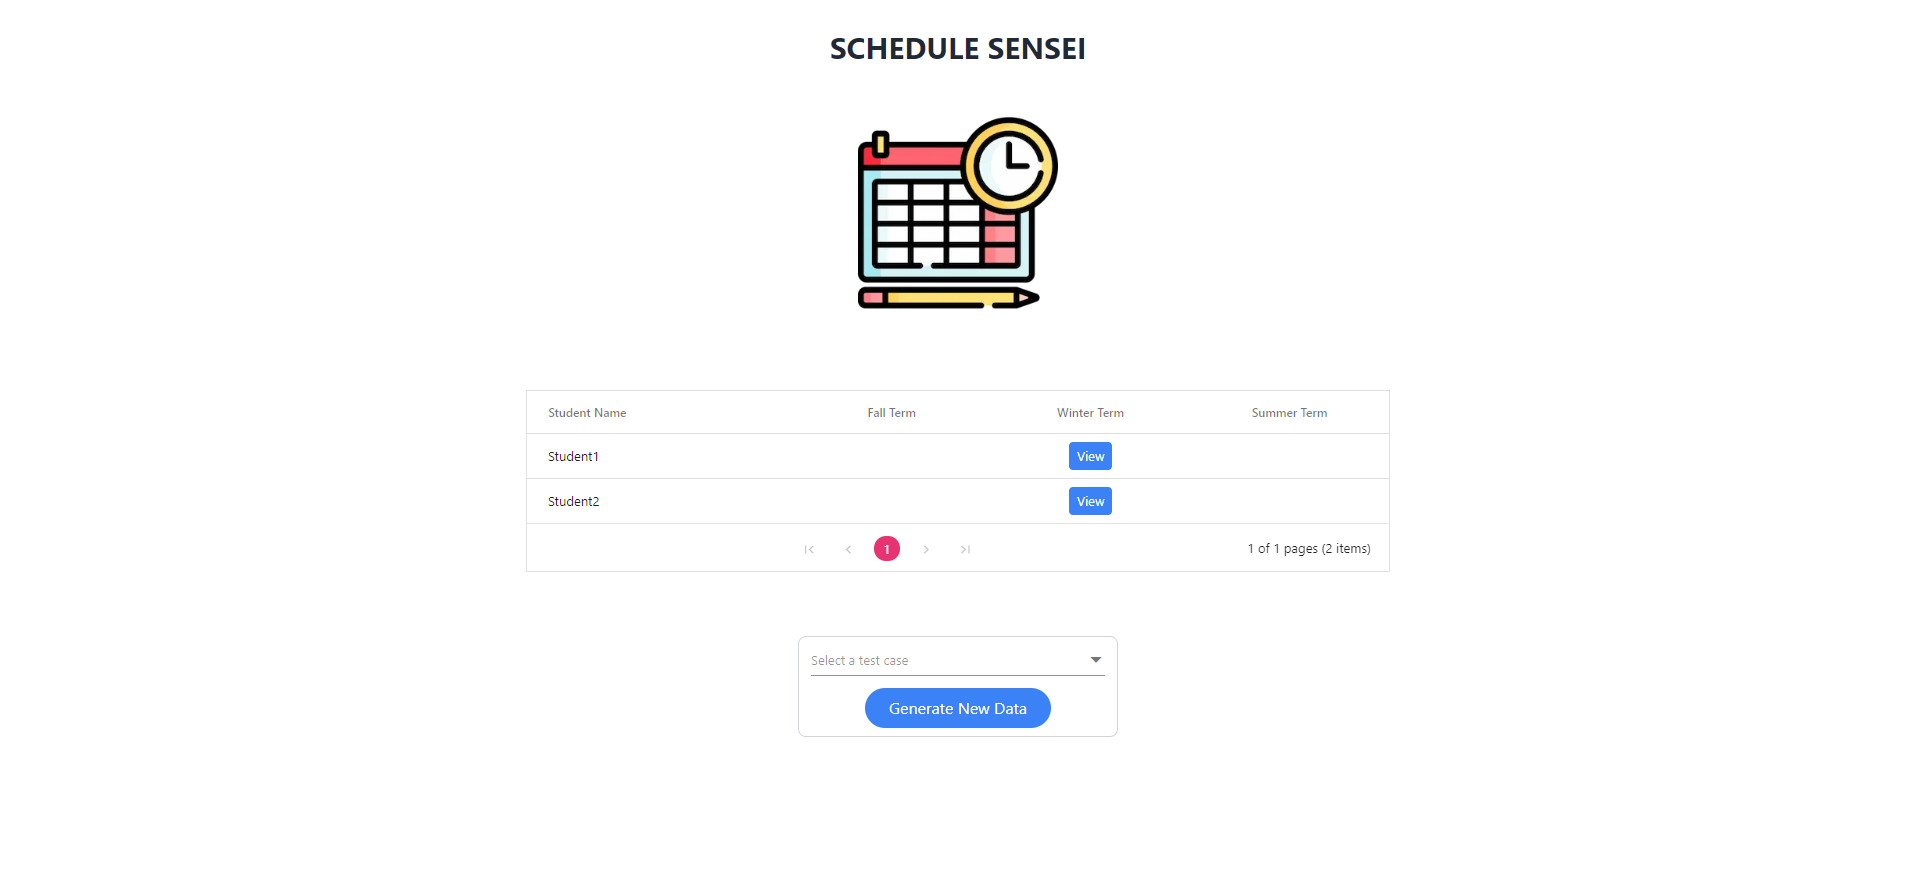 SCHEDULE SENSEI
Student Name Fall Term Winter Term Summer Term
Student1 View
Student2 View
1 1 of 1 pages (2 items)
Select a test case
Generate New Data